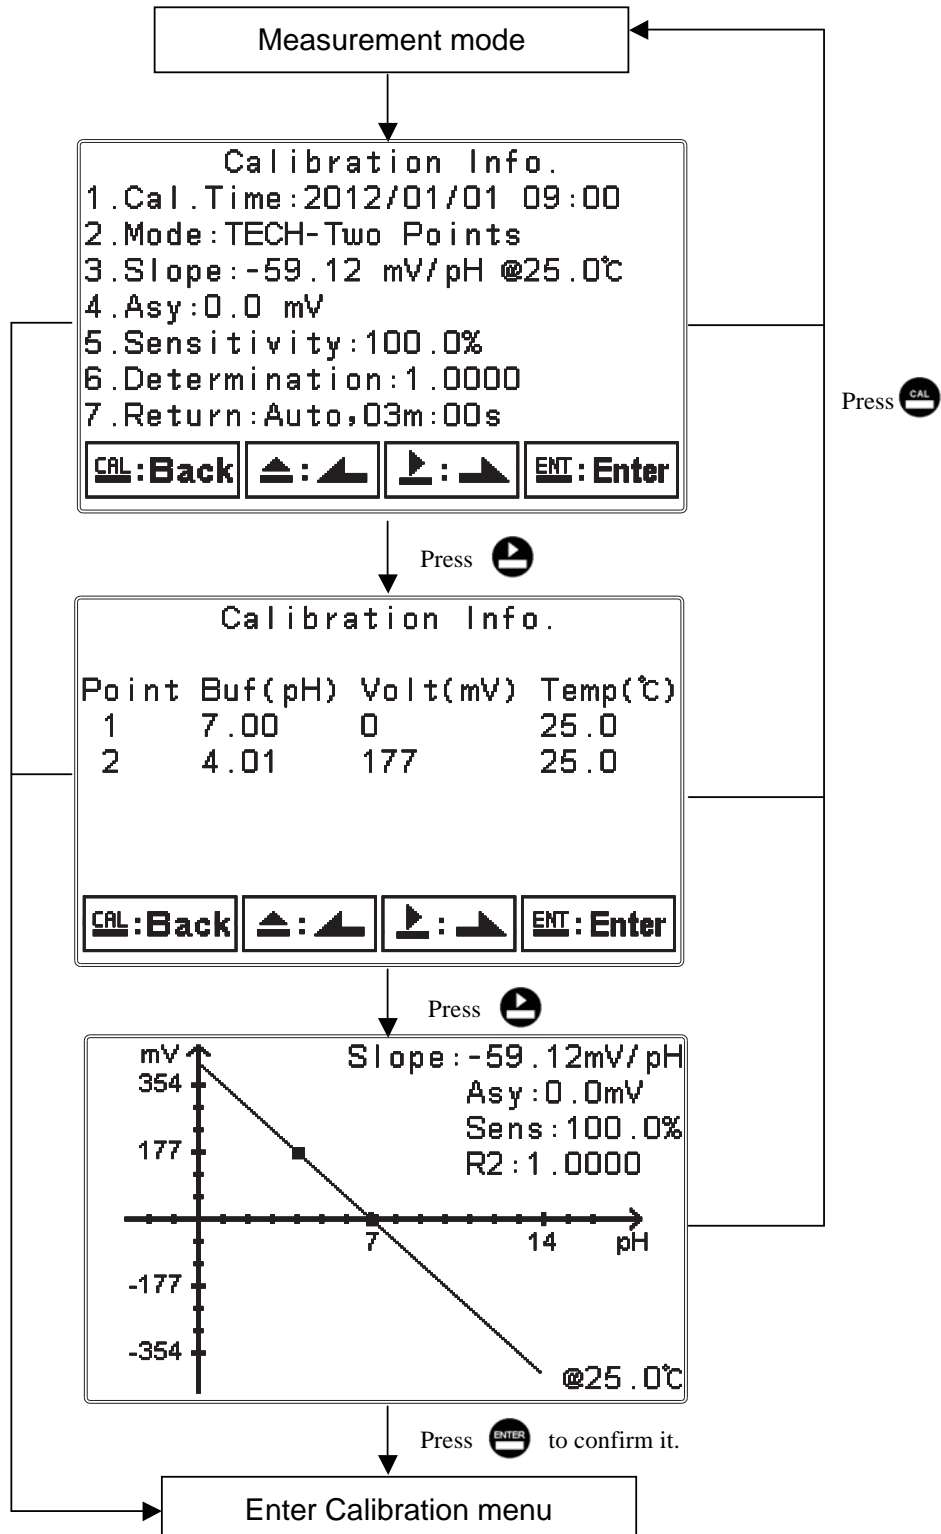 Measurement mode
Calibration Info.
1.Cal.Time:2012/01/01 09:00
2.Mode:TECH-Two Points
3.Slope:-59.12 mV/pH @25.0℃
4.Asy:0.0 mV
5.Sensitivity:100.0%
6.Determination:1.0000
7.Return:Auto,03m:00s
CAL:Back : : ENT:Enter
Press CAL
Press
Calibration Info.
Point Buf(pH) Volt(mV) Temp(℃)
1 7.00 0 25.0
2 4.01 177 25.0
CAL:Back : : ENT:Enter
Press
mV Slope:-59.12mV/pH
354 Asy:0.0mV
Sens:100.0%
177 R2:1.0000
7 14 pH
-177
-354
@25.0℃
Press ENTER to confirm it.
Enter Calibration menu